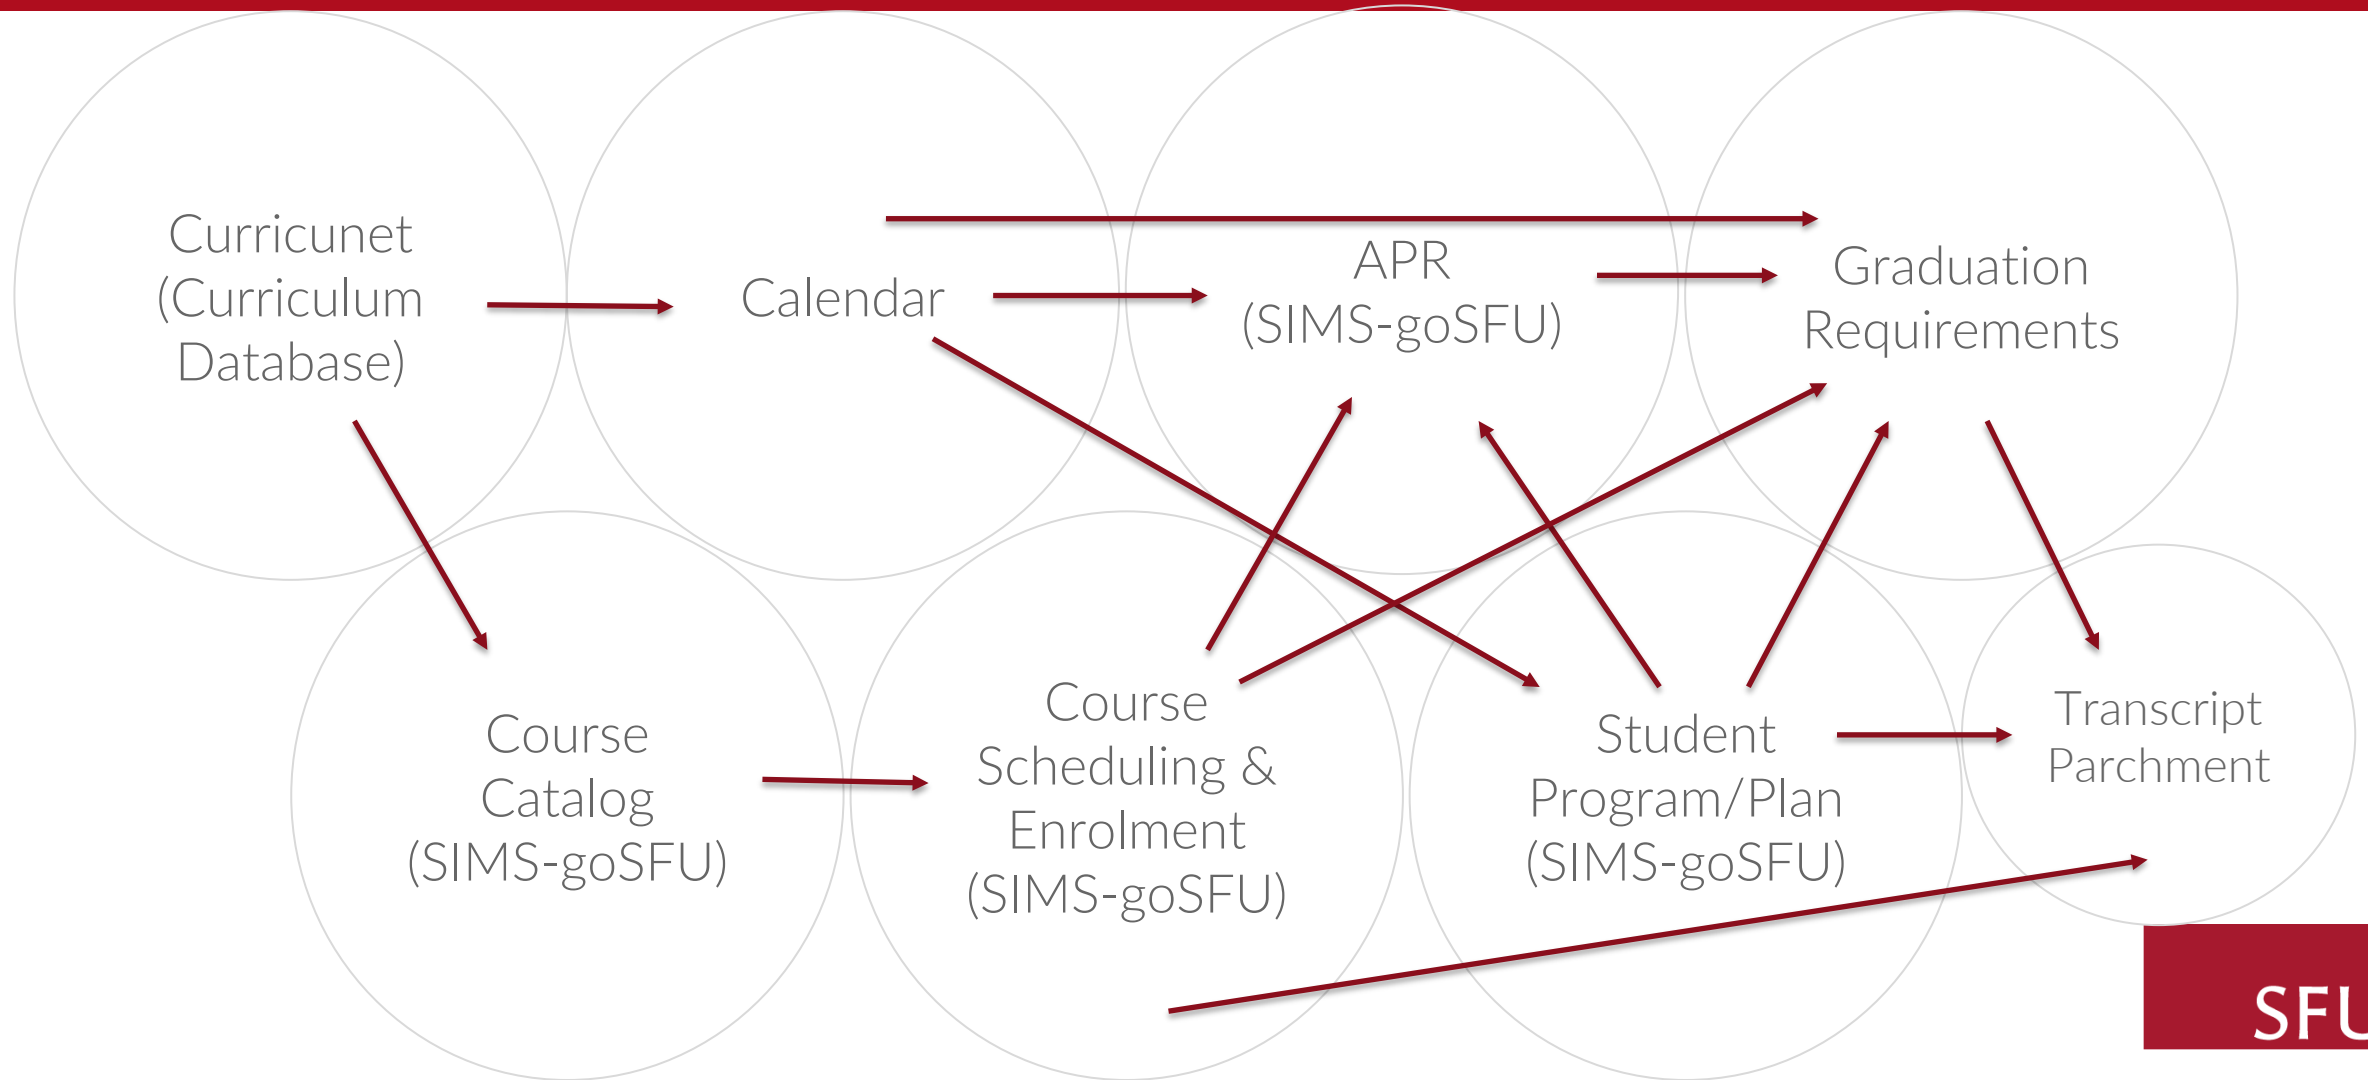 Curricunet
(Curriculum
Database)
Calendar
APR
(SIMS-goSFU)
Graduation
Requirements
Course
Catalog
(SIMS-goSFU)
Course
Scheduling &
Enrolment
(SIMS-goSFU)
Student
Program/Plan
(SIMS-goSFU)
Transcript
Parchment
SFU